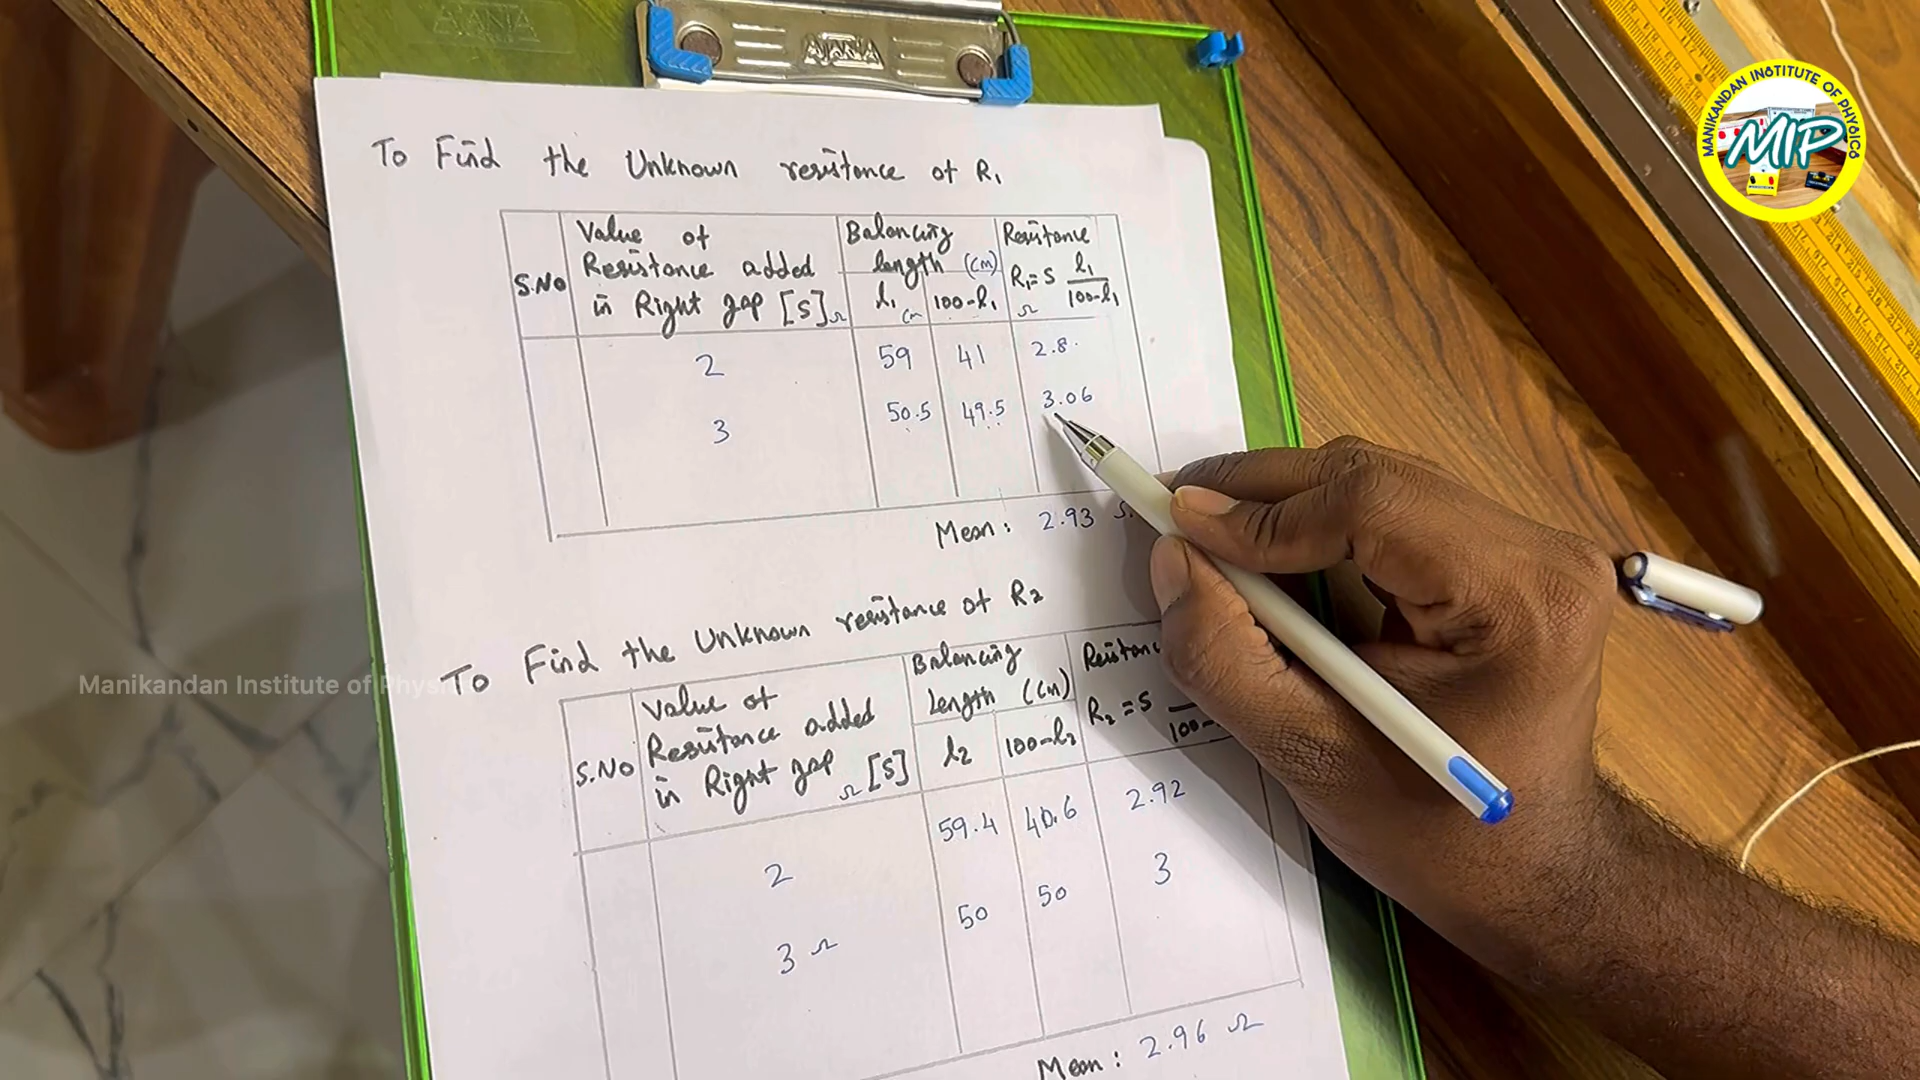 AJANTA
MANIKANDAN INSTITUTE OF PHYSICS
MIP
To Find the Unknown resistance of R₁
S.No
Value of
Resistance added
in Right gap [S] Ω
Balancing
length (cm)
l₁ cm
100-l₁
Resistance
R₁=S l₁/100-l₁
Ω
2 59 41 2.8
3 50.5 49.5 3.06
Mean: 2.93
To Find the Unknown resistance of R₂
Manikandan Institute of Physics
S.No
Value of
Resistance added
in Right gap Ω [S]
Balancing
length (cm)
l₂
100-l₂
R₂=S
100-
2 59.4 40.6 2.92
3 Ω 50 50 3
Mean: 2.96 Ω